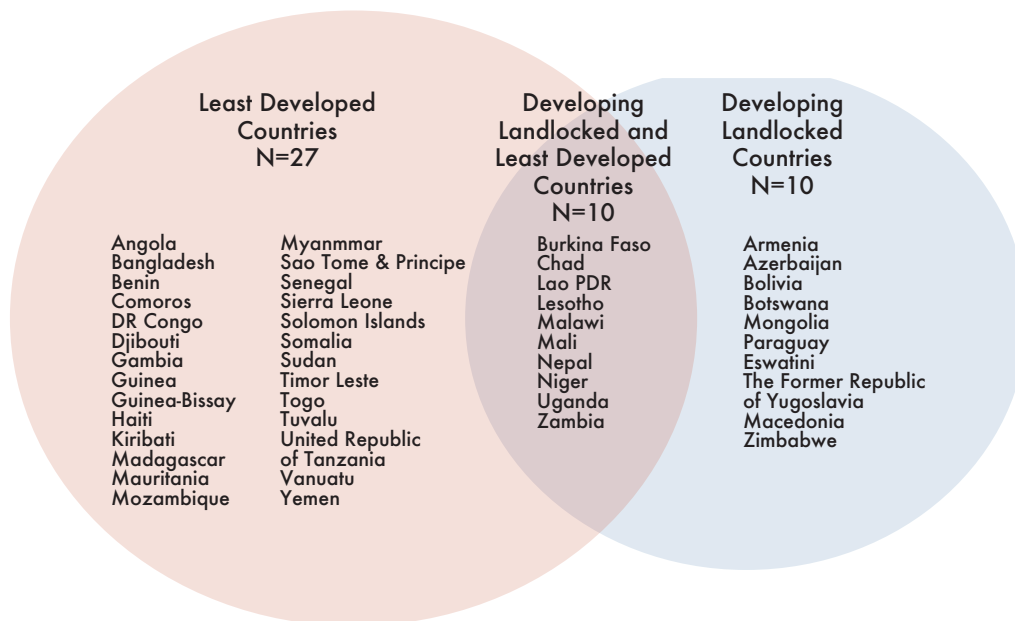 Least Developed
Countries
N=27
Angola
Bangladesh
Benin
Comoros
DR Congo
Djibouti
Gambia
Guinea
Guinea-Bissay
Haiti
Kiribati
Madagascar
Mauritania
Mozambique
Myanmmar
Sao Tome & Principe
Senegal
Sierra Leone
Solomon Islands
Somalia
Sudan
Timor Leste
Togo
Tuvalu
United Republic
of Tanzania
Vanuatu
Yemen
Developing
Landlocked and
Least Developed
Countries
N=10
Burkina Faso
Chad
Lao PDR
Lesotho
Malawi
Mali
Nepal
Niger
Uganda
Zambia
Developing
Landlocked
Countries
N=10
Armenia
Azerbaijan
Bolivia
Botswana
Mongolia
Paraguay
Eswatini
The Former Republic
of Yugoslavia
Macedonia
Zimbabwe